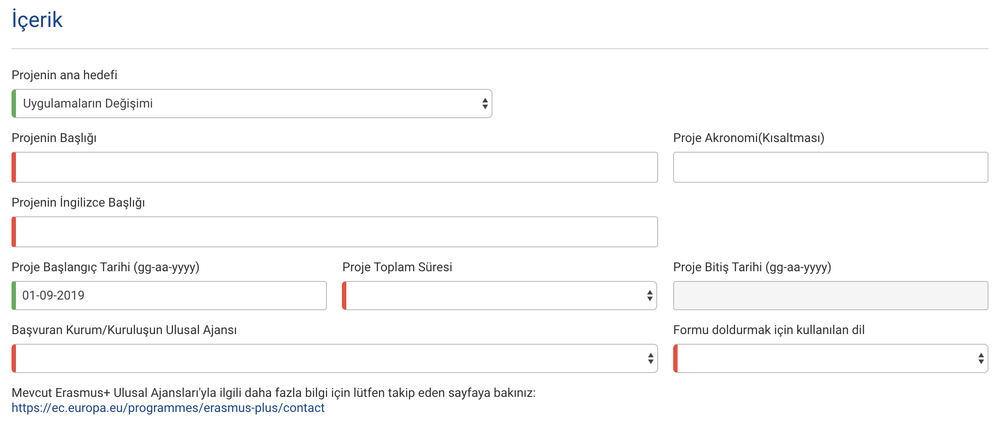 İçerik
Projenin ana hedefi
Uygulamaların Değişimi
Projenin Başlığı
Proje Akronomi(Kısaltması)
Projenin İngilizce Başlığı
Proje Başlangıç Tarihi (gg-aa-yyyy)
Proje Toplam Süresi
Proje Bitiş Tarihi (gg-aa-yyyy)
01-09-2019
Başvuran Kurum/Kuruluşun Ulusal Ajansı
Formu doldurmak için kullanılan dil
Mevcut Erasmus+ Ulusal Ajansları'yla ilgili daha fazla bilgi için lütfen takip eden sayfaya bakınız:
https://ec.europa.eu/programmes/erasmus-plus/contact